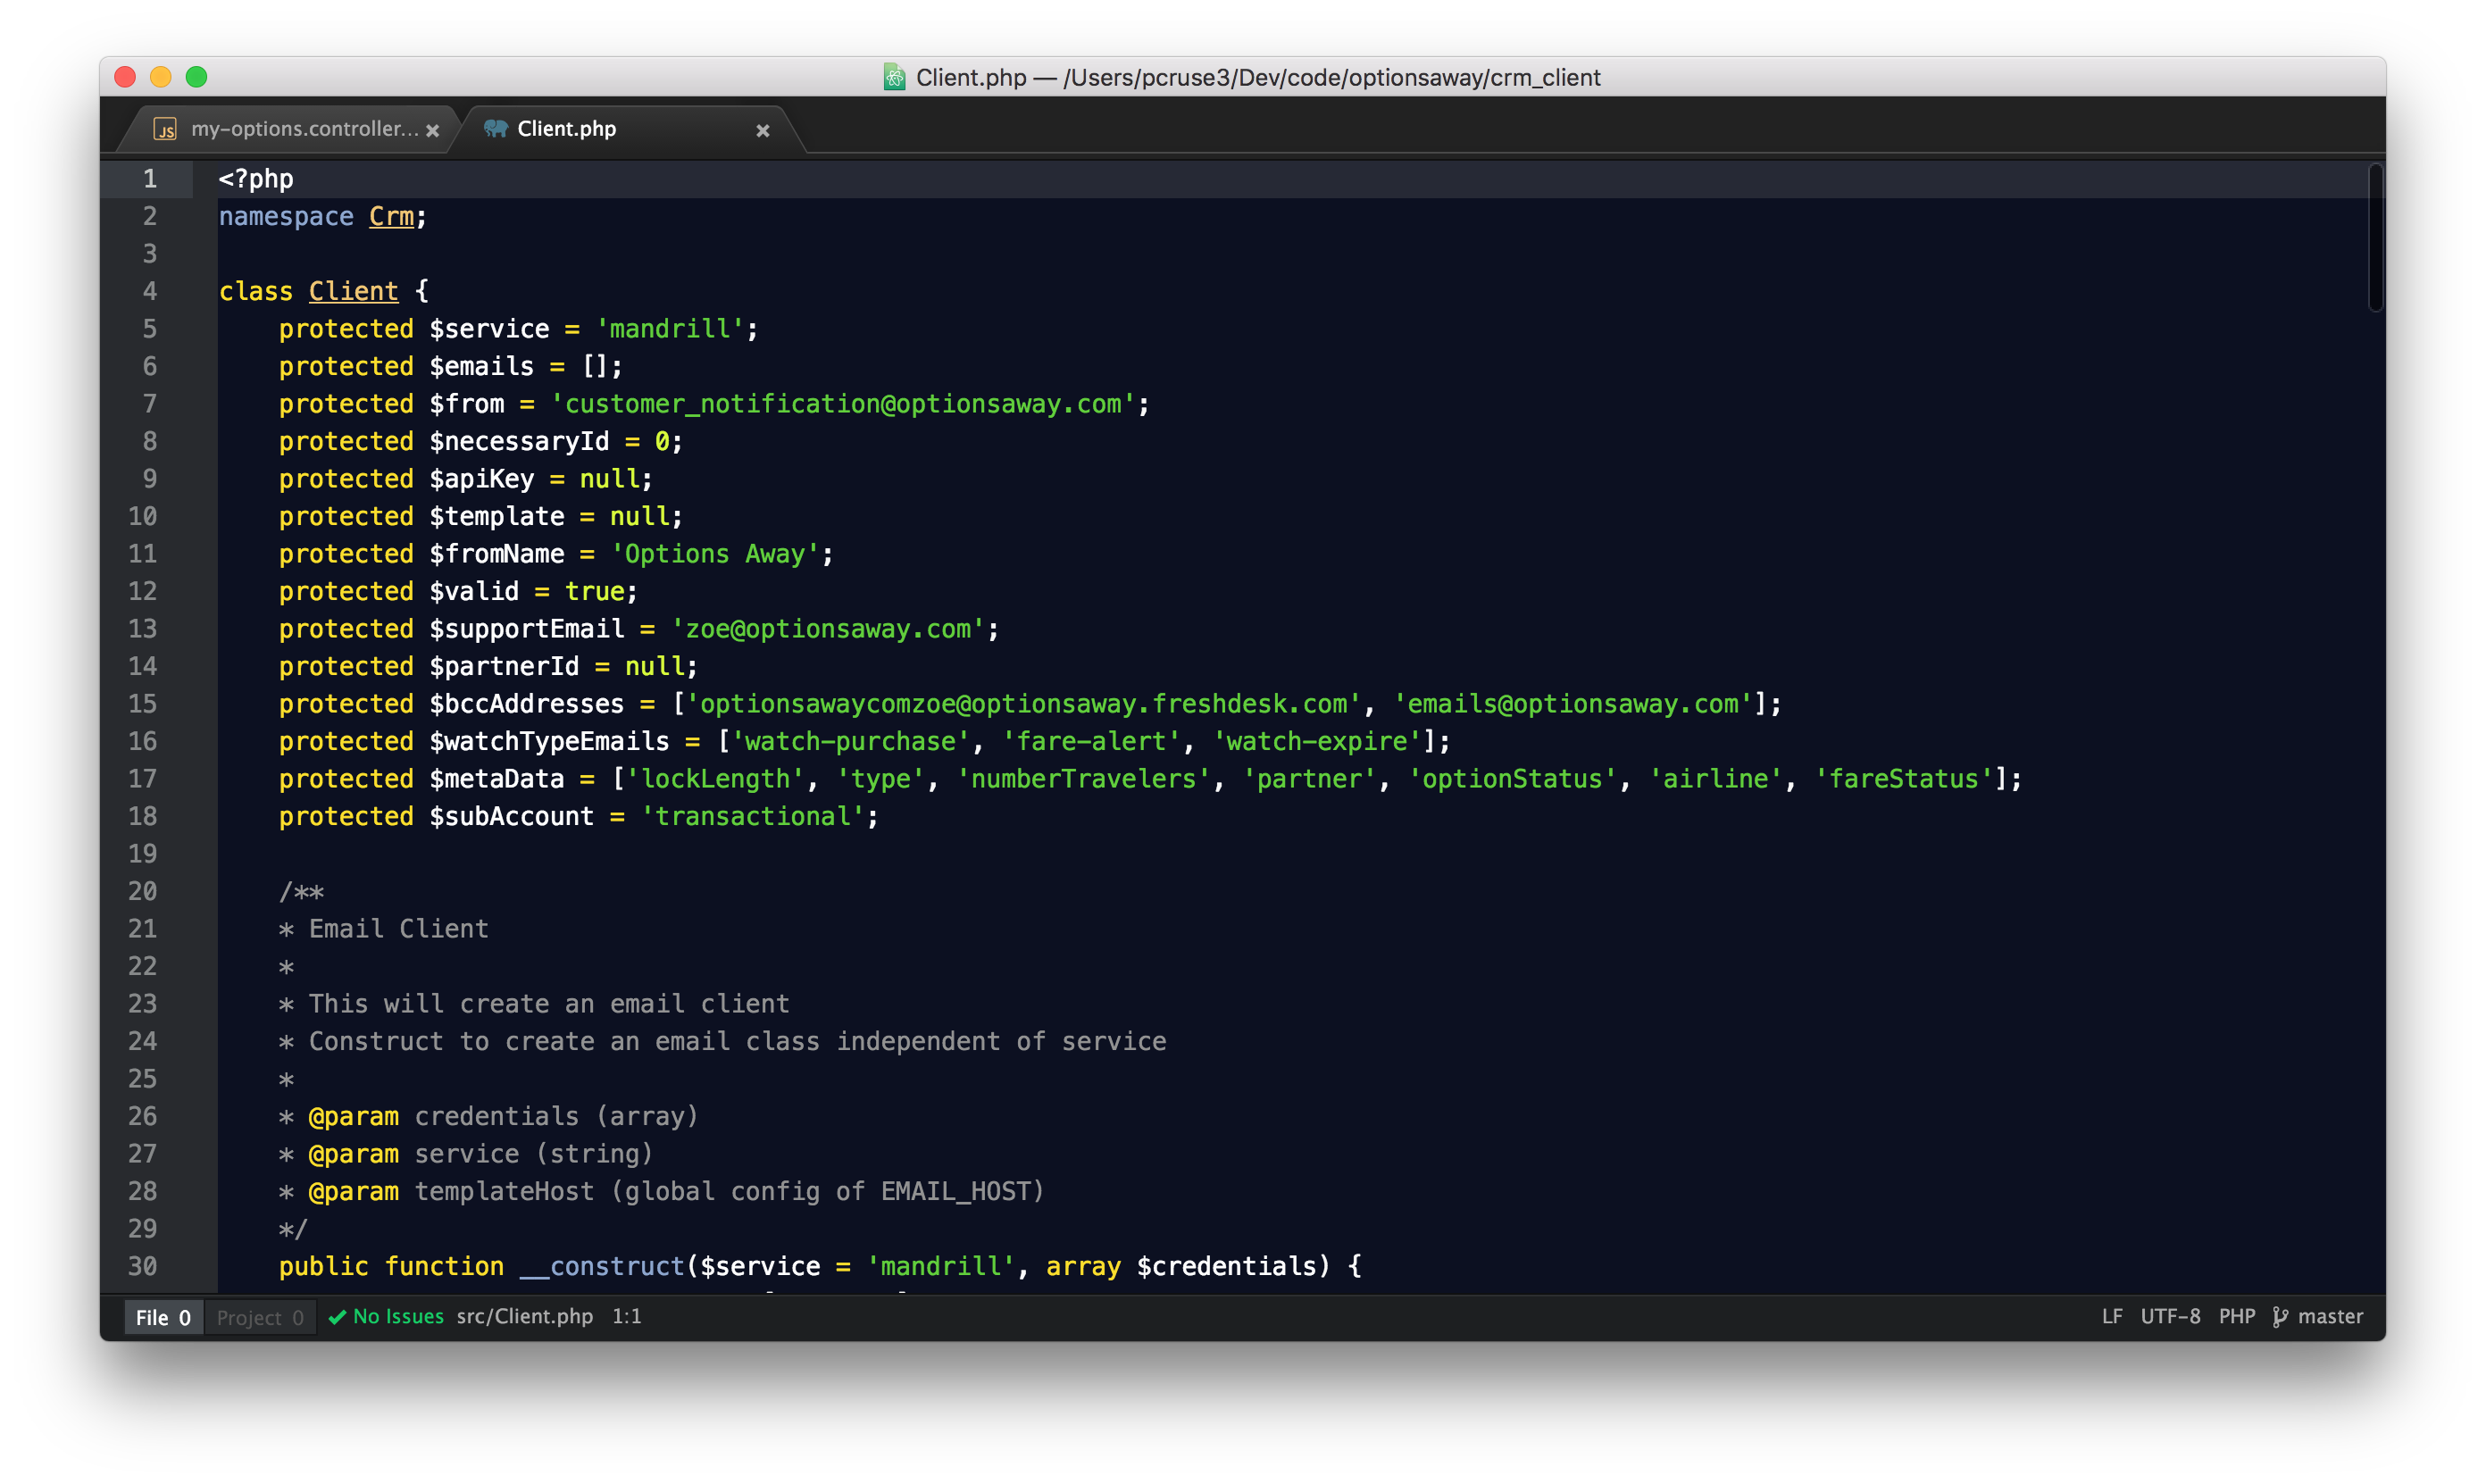 Client.php — /Users/pcruse3/Dev/code/optionsaway/crm_client
my-options.controller... Client.php
1 <?php
2 namespace Crm;
3
4 class Client {
5     protected $service = 'mandrill';
6     protected $emails = [];
7     protected $from = 'customer_notification@optionsaway.com';
8     protected $necessaryId = 0;
9     protected $apiKey = null;
10     protected $template = null;
11     protected $fromName = 'Options Away';
12     protected $valid = true;
13     protected $supportEmail = 'zoe@optionsaway.com';
14     protected $partnerId = null;
15     protected $bccAddresses = ['optionsawaycomzoe@optionsaway.freshdesk.com', 'emails@optionsaway.com'];
16     protected $watchTypeEmails = ['watch-purchase', 'fare-alert', 'watch-expire'];
17     protected $metaData = ['lockLength', 'type', 'numberTravelers', 'partner', 'optionStatus', 'airline', 'fareStatus'];
18     protected $subAccount = 'transactional';
19
20     /**
21     * Email Client
22     *
23     * This will create an email client
24     * Construct to create an email class independent of service
25     *
26     * @param credentials (array)
27     * @param service (string)
28     * @param templateHost (global config of EMAIL_HOST)
29     */
30     public function __construct($service = 'mandrill', array $credentials) {
File 0 Project 0 No Issues src/Client.php 1:1 LF UTF-8 PHP master